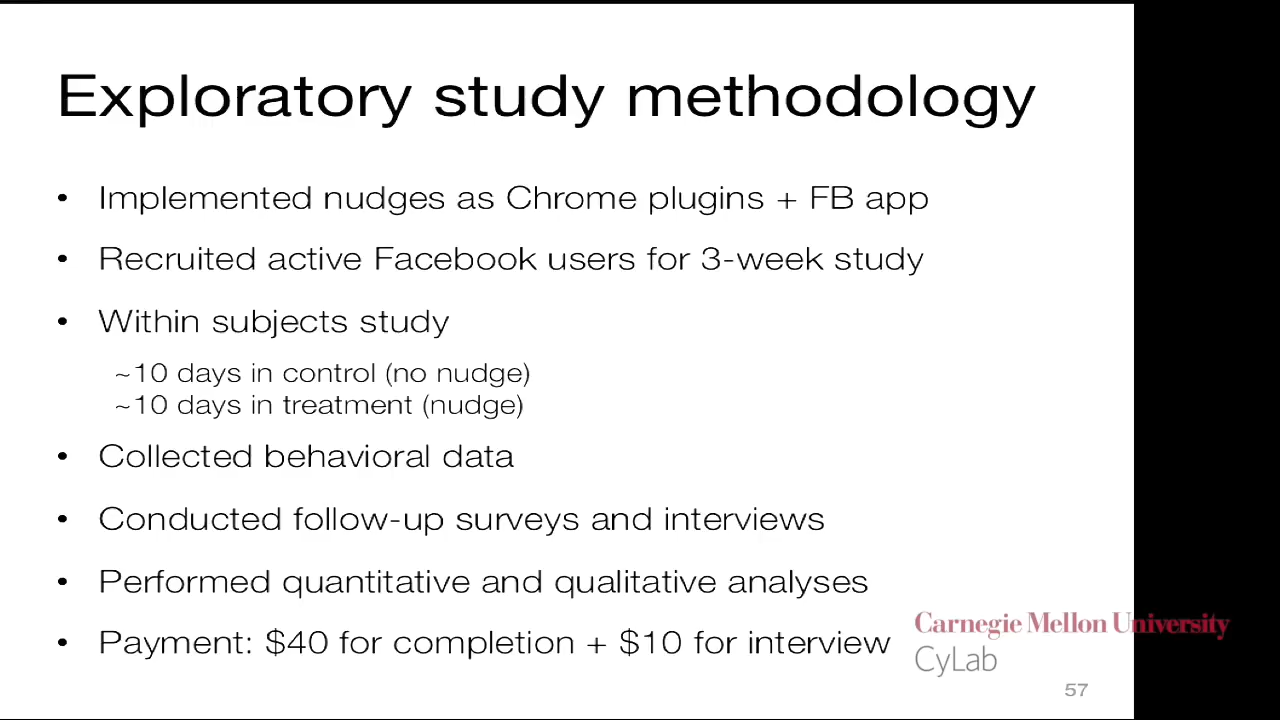 Exploratory study methodology
• Implemented nudges as Chrome plugins + FB app
• Recruited active Facebook users for 3-week study
• Within subjects study
~10 days in control (no nudge)
~10 days in treatment (nudge)
• Collected behavioral data
• Conducted follow-up surveys and interviews
• Performed quantitative and qualitative analyses
• Payment: $40 for completion + $10 for interview
Carnegie Mellon University
CyLab
57